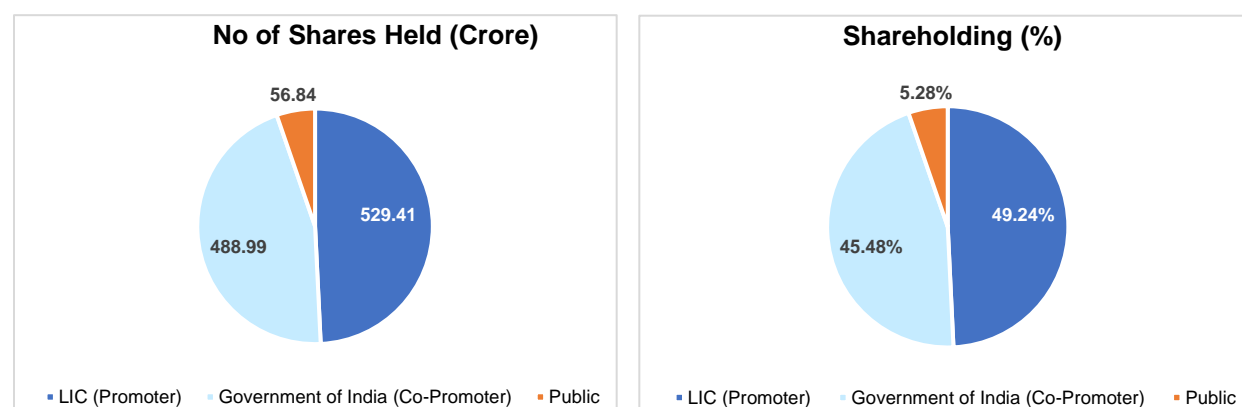 No of Shares Held (Crore)
56.84
529.41
488.99
LIC (Promoter) Government of India (Co-Promoter) Public
Shareholding (%)
5.28%
49.24%
45.48%
LIC (Promoter) Government of India (Co-Promoter) Public